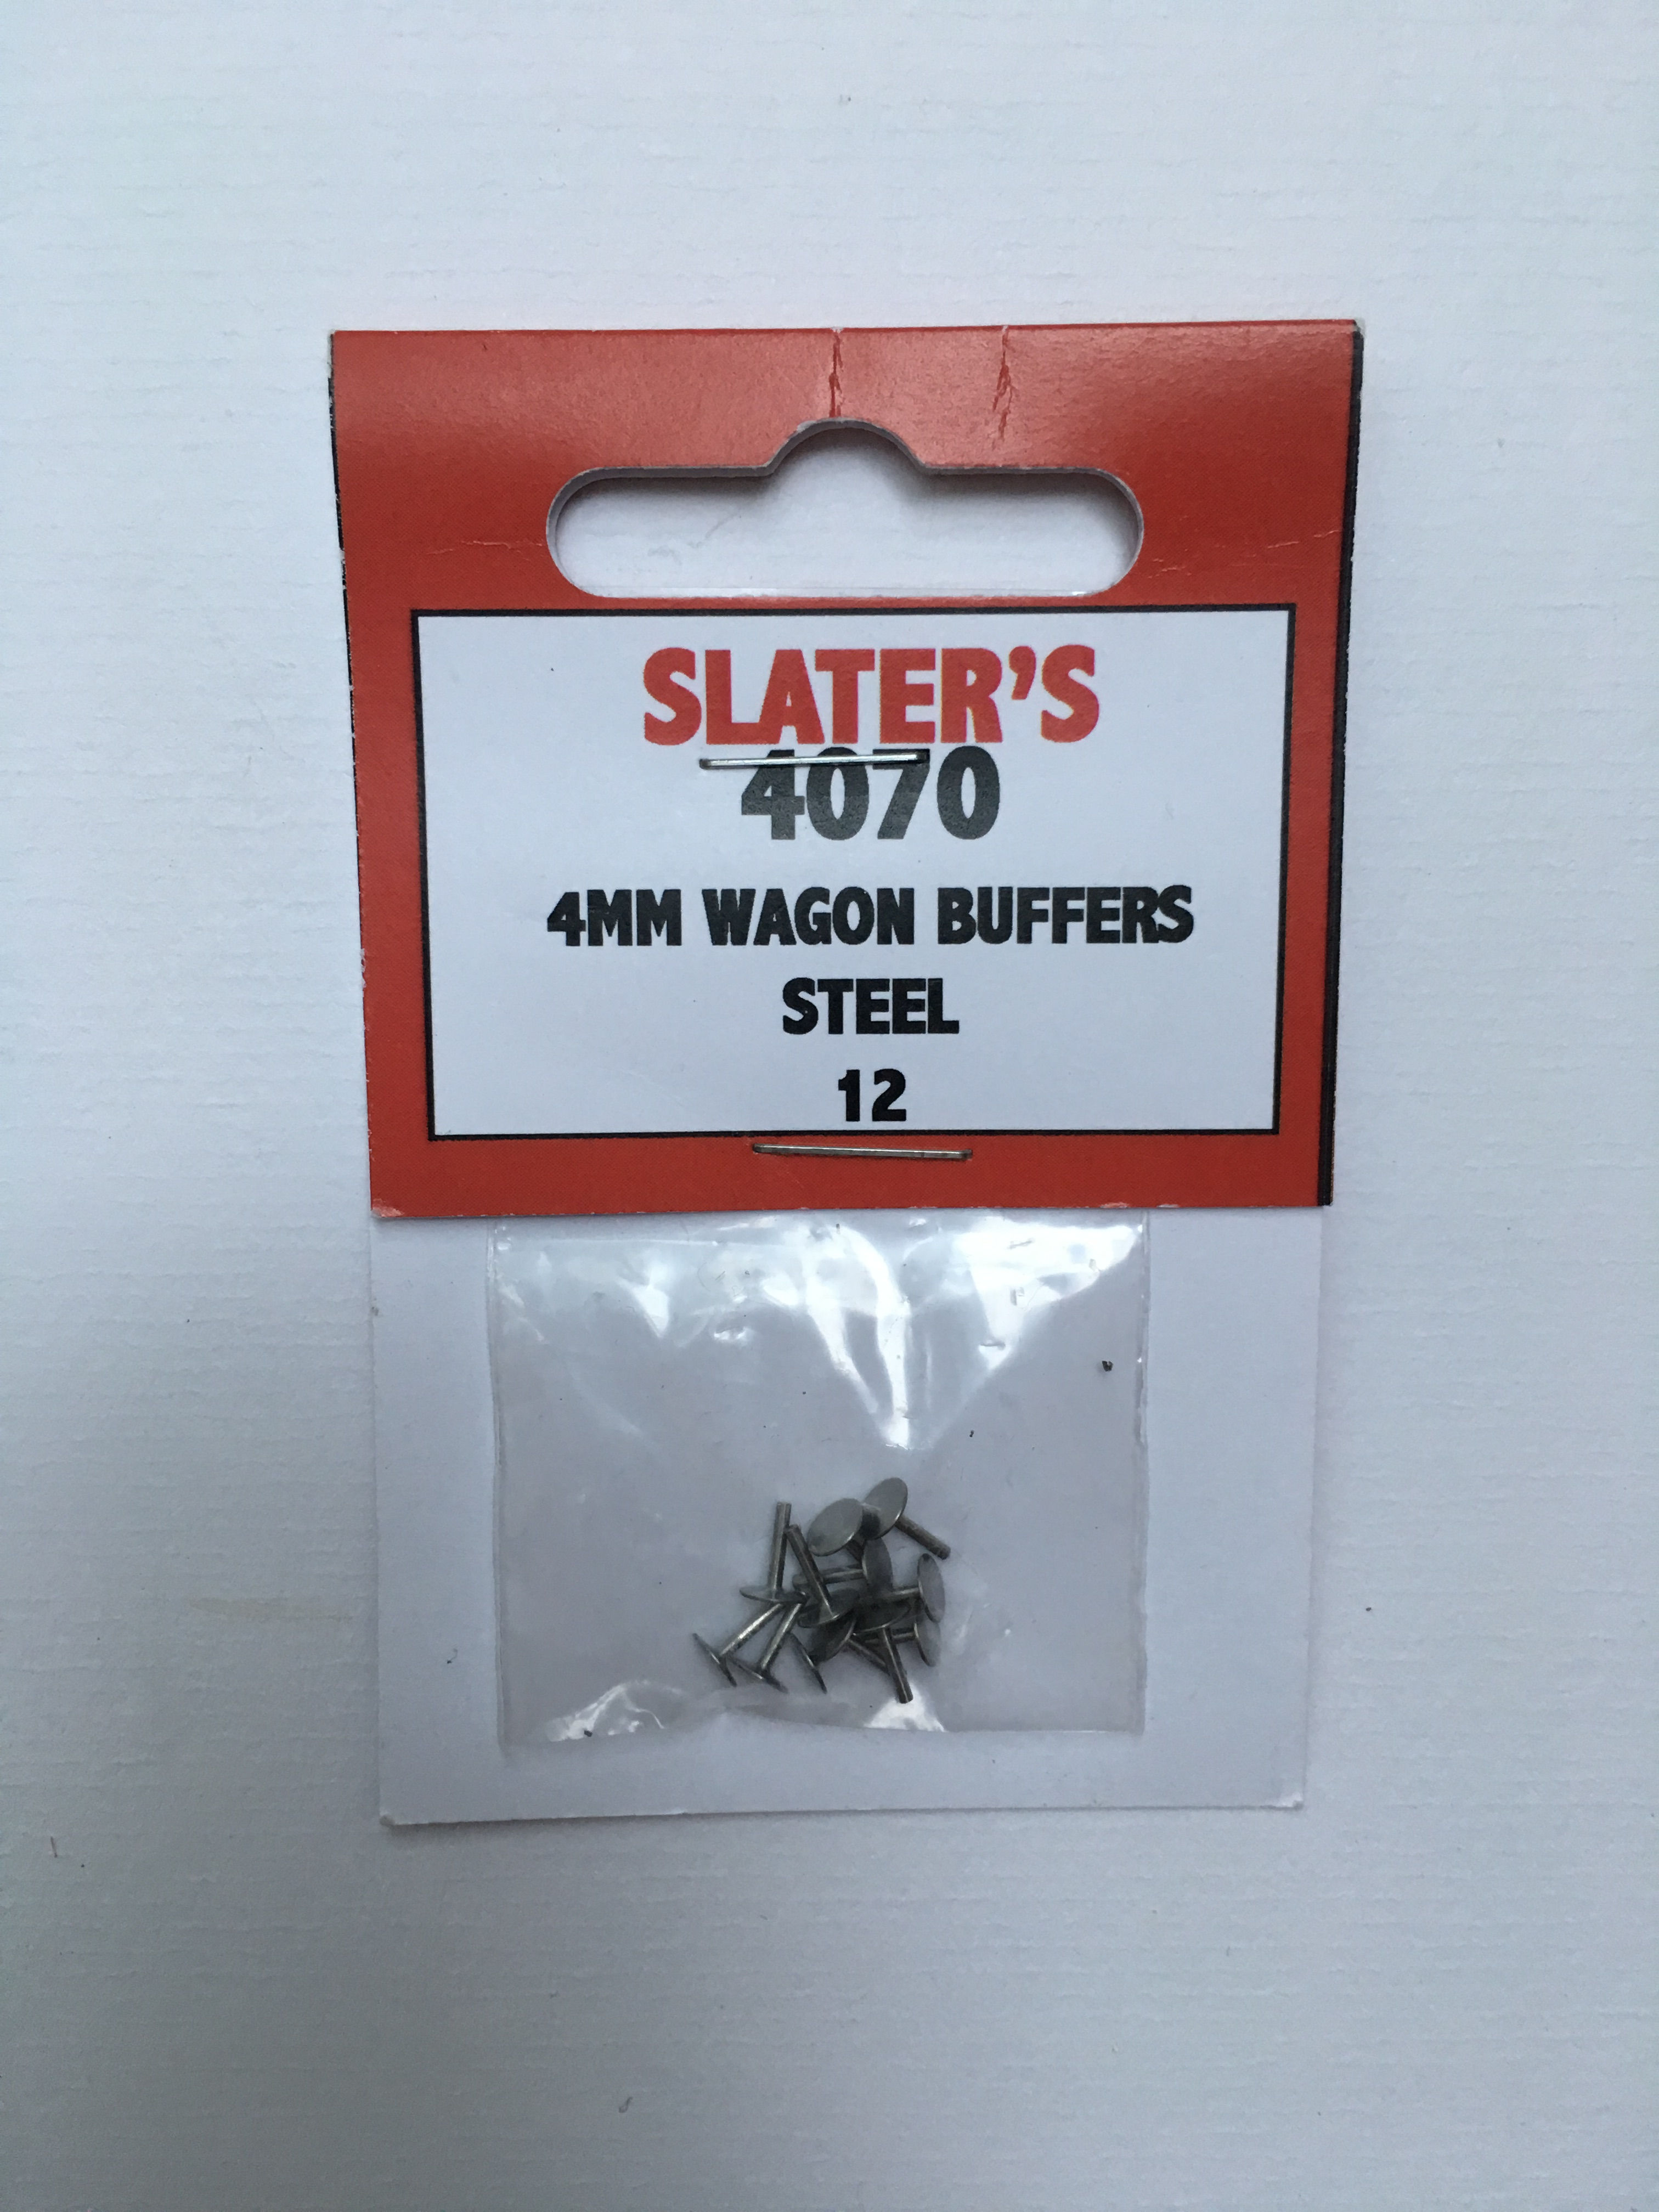 SLATER'S
4070
4MM WAGON BUFFERS
STEEL
12